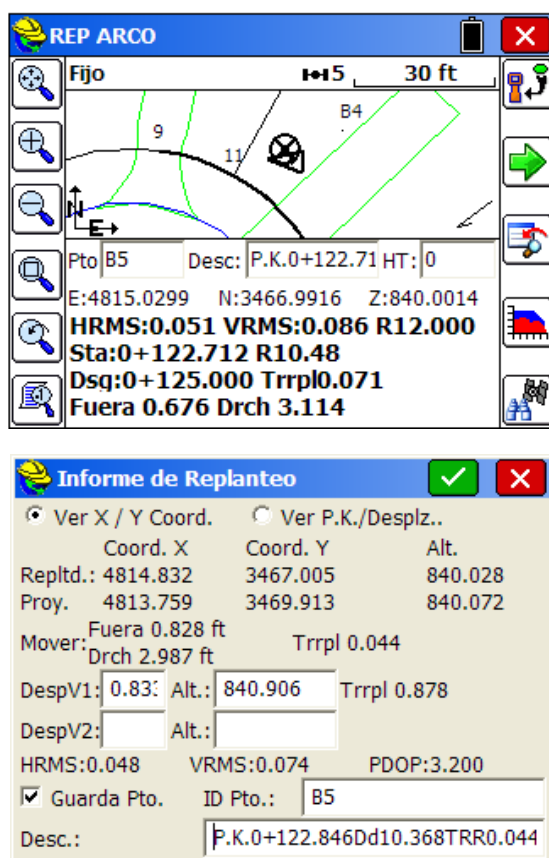 REP ARCO
Fijo 5 30 ft
B4
9
11
N
E
Pto B5 Desc: P.K.0+122.71 HT: 0
E:4815.0299 N:3466.9916 Z:840.0014
HRMS:0.051 VRMS:0.086 R12.000
Sta:0+122.712 R10.48
Dsg:0+125.000 Trrpl0.071
Fuera 0.676 Drch 3.114
Informe de Replanteo
Ver X / Y Coord. Ver P.K./Desplz..
Coord. X Coord. Y Alt.
Repltd.: 4814.832 3467.005 840.028
Proy. 4813.759 3469.913 840.072
Mover: Fuera 0.828 ft Trrpl 0.044
Drch 2.987 ft
DespV1: 0.83 Alt.: 840.906 Trrpl 0.878
DespV2: Alt.:
HRMS:0.048 VRMS:0.074 PDOP:3.200
Guarda Pto. ID Pto.: B5
Desc.: P.K.0+122.846Dd10.368TRR0.044